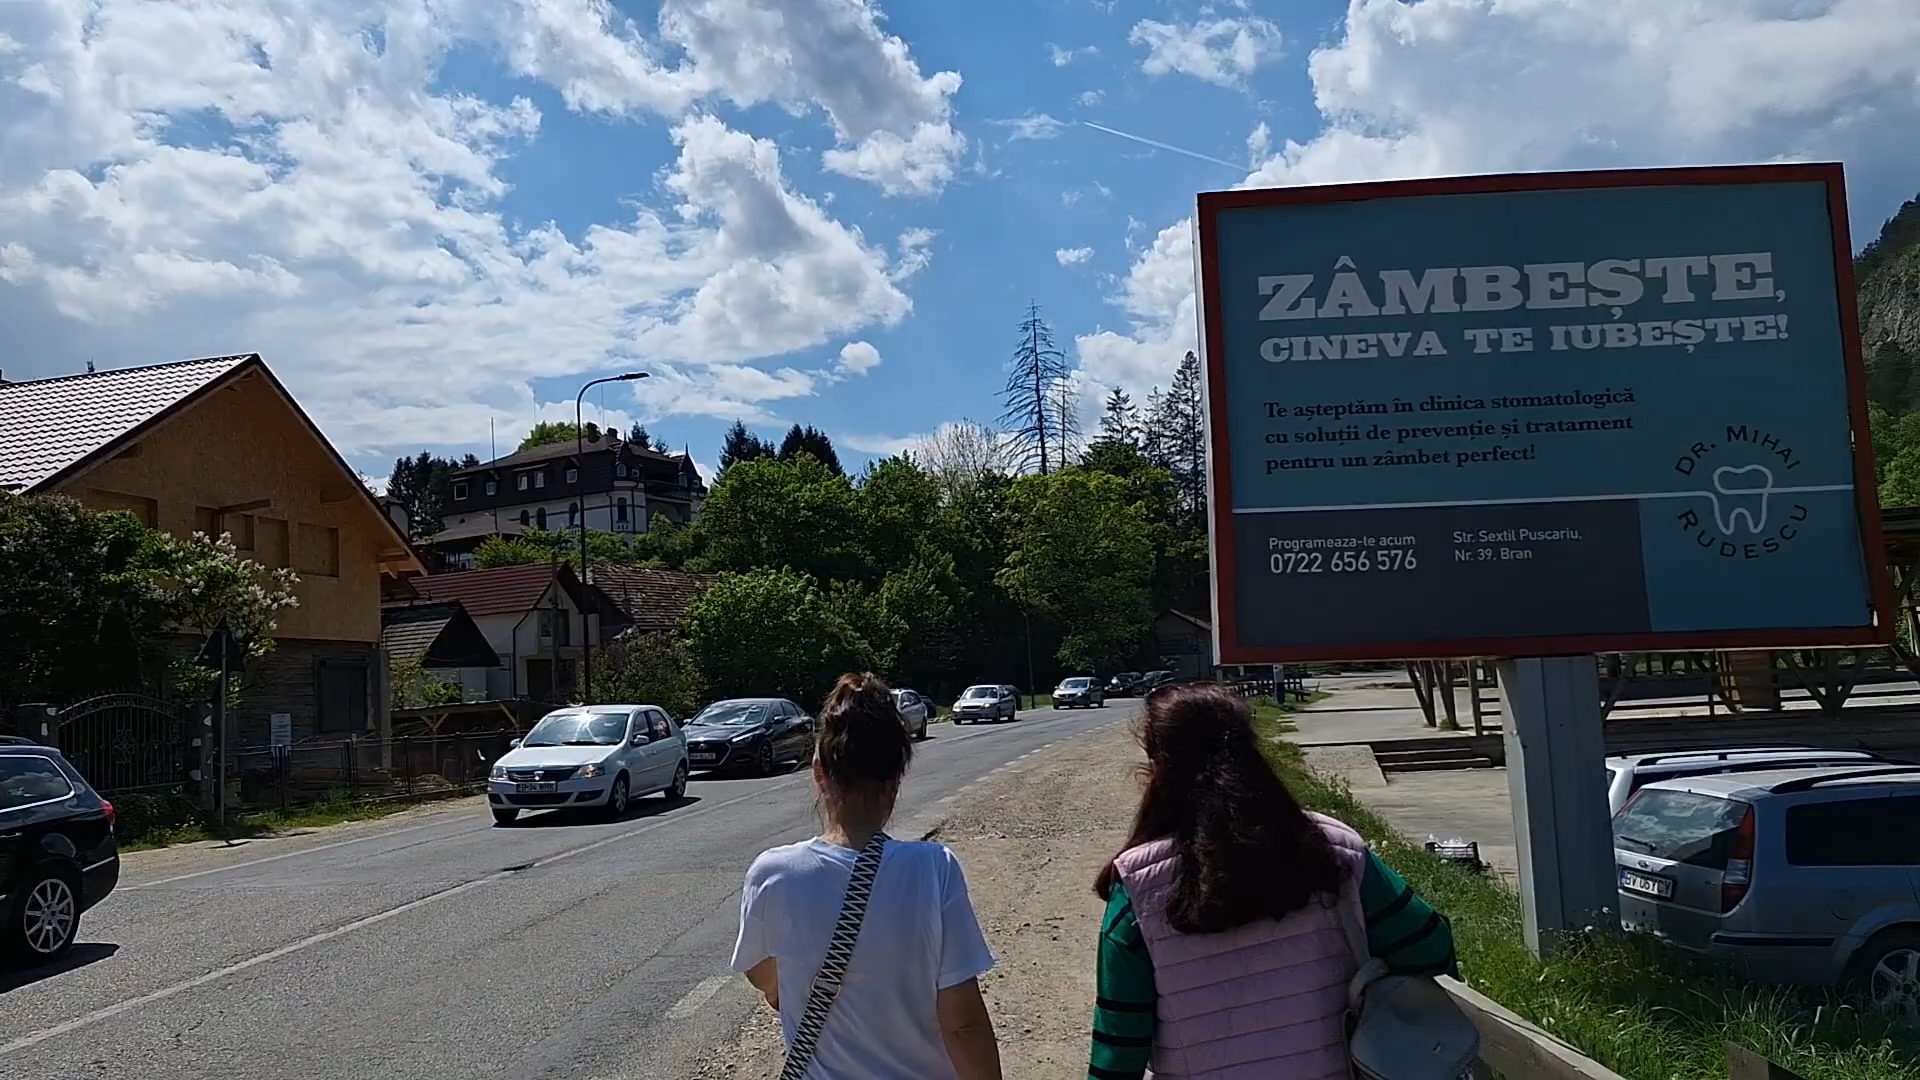 ZÂMBEȘTE,
CINEVA TE IUBEȘTE!
Te așteptăm în clinica stomatologică
cu soluții de prevenție și tratament
pentru un zâmbet perfect!
DR. MIHAI
RUDESCU
Programeaza-te acum
0722 656 576
Str. Sextil Puscariu,
Nr. 39, Bran